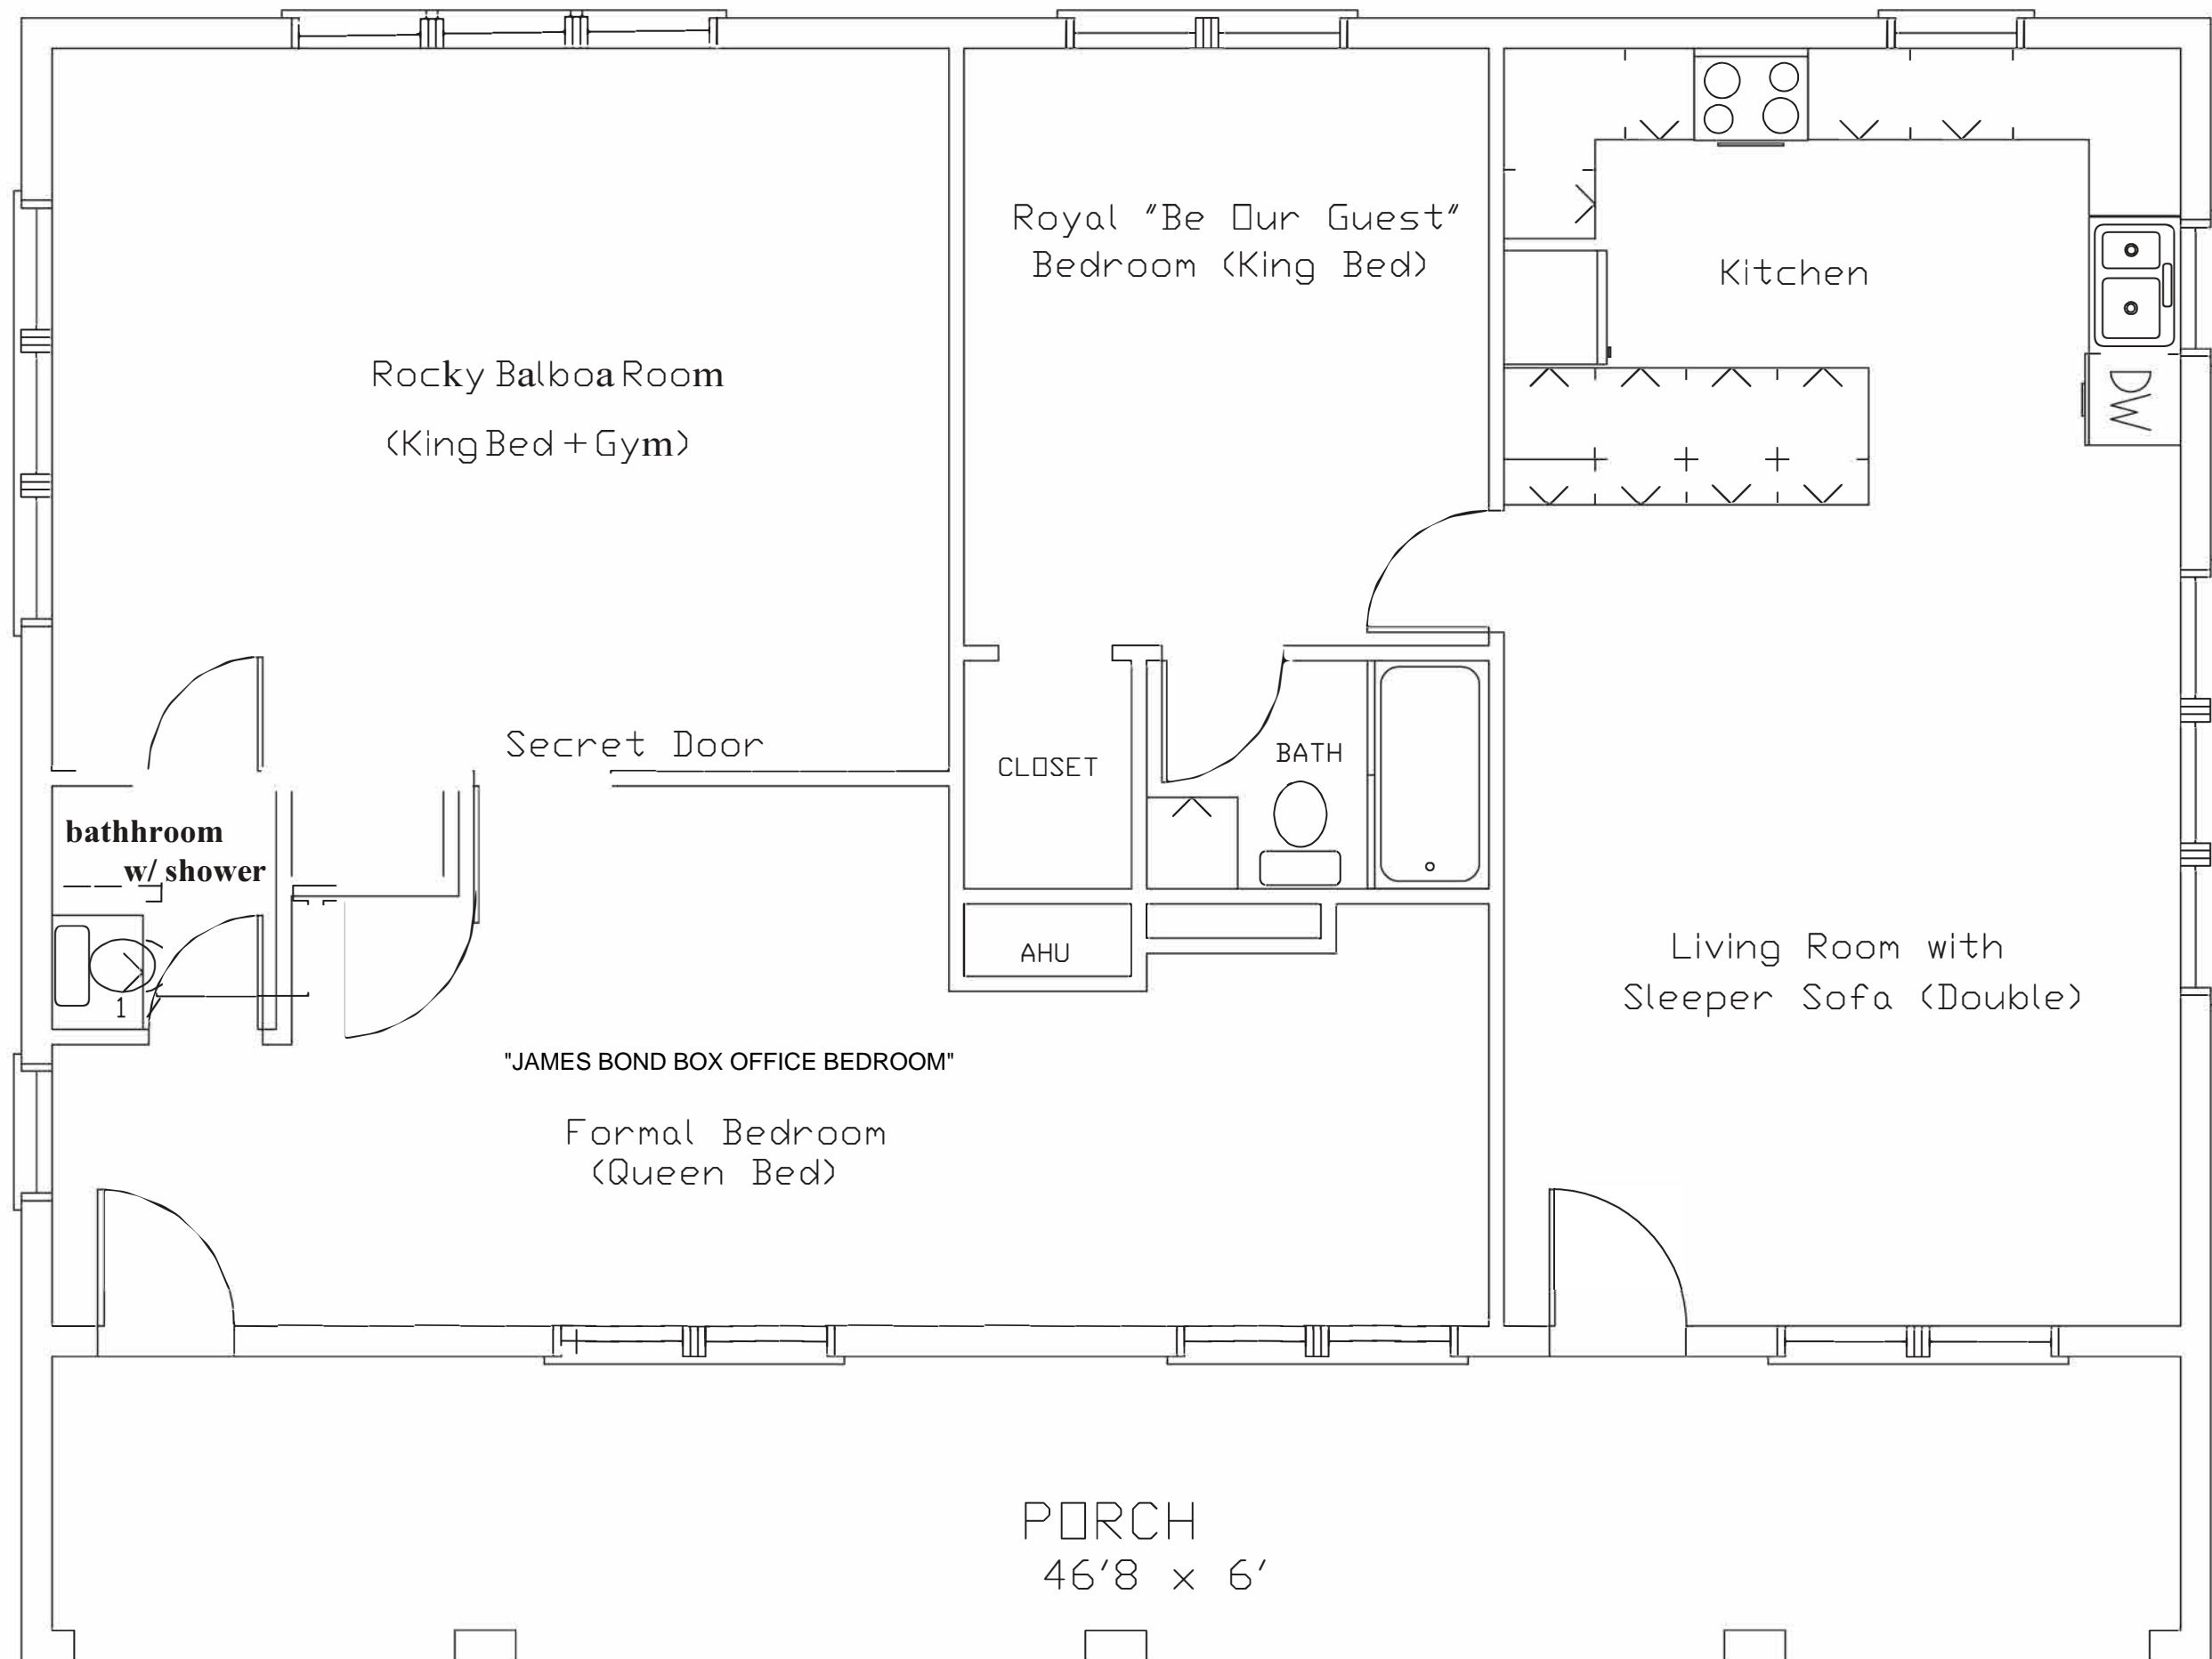 Royal "Be Our Guest"
Bedroom (King Bed)
Kitchen
Rocky Balboa Room
(King Bed + Gym)
DW
Secret Door
CLOSET
BATH
bathhroom
w/ shower
AHU
1
Living Room with
Sleeper Sofa (Double)
"JAMES BOND BOX OFFICE BEDROOM"
Formal Bedroom
(Queen Bed)
PORCH
46'8 x 6'